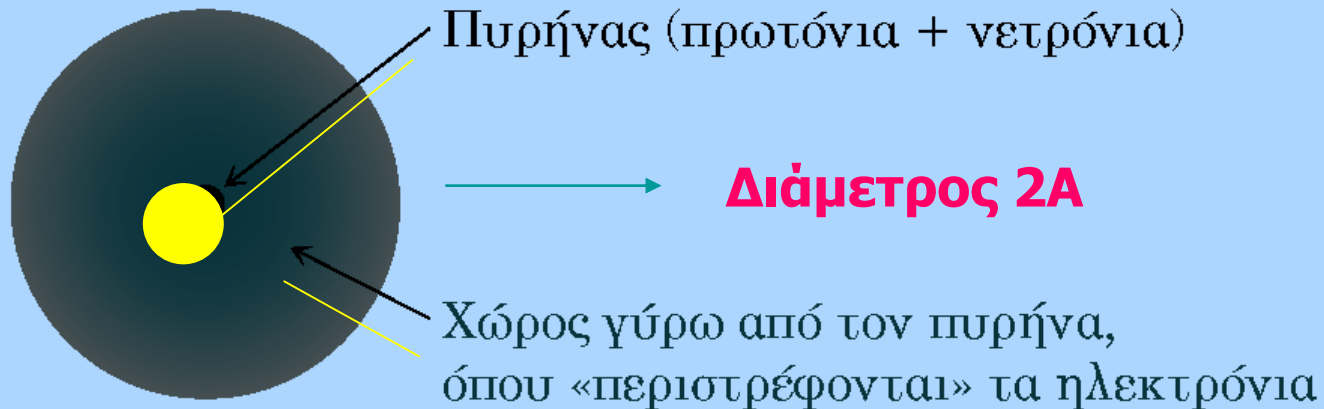 Πυρήνας (πρωτόνια + νετρόνια)
Διάμετρος 2Α
Χώρος γύρω από τον πυρήνα,
όπου «περιστρέφονται» τα ηλεκτρόνια